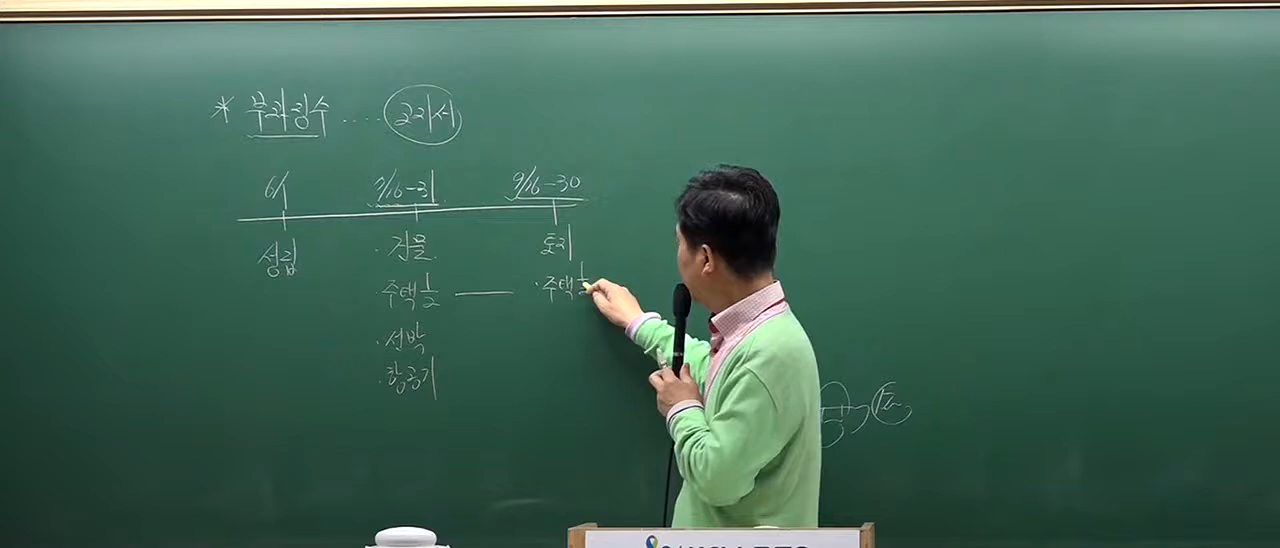 * 부과징수 .... 고지서
6/1 7/16-31 9/16-30
성립 · 건물 토지
주택 1/2 — · 주택 1/2
· 선박
· 항공기